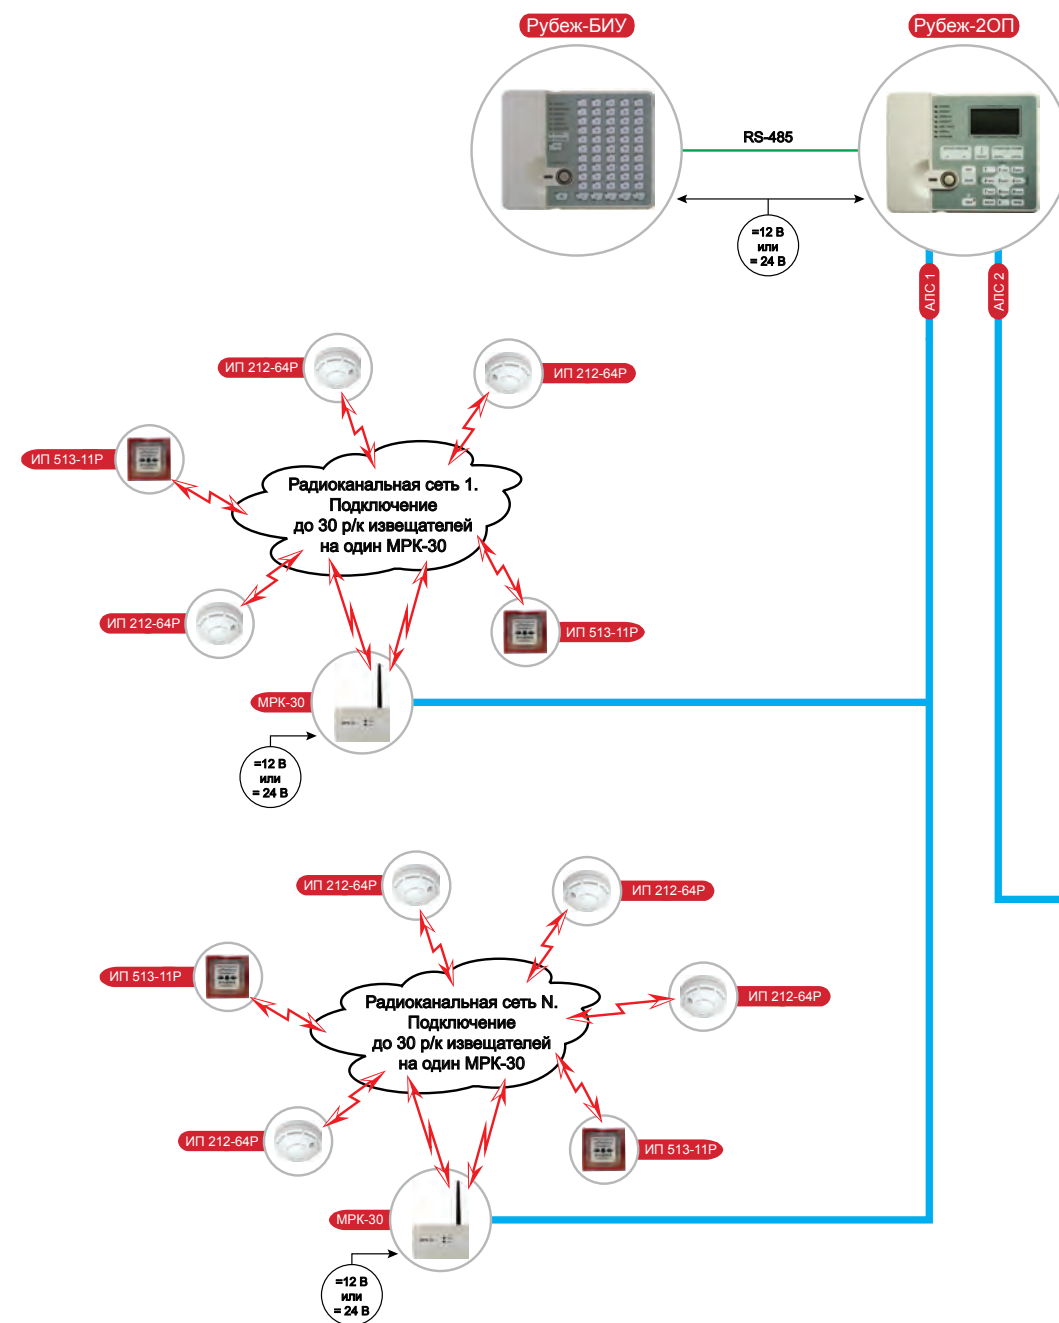 Рубеж-БИУ
Рубеж-2ОП
RS-485
=12 В
или
= 24 В
АЛС 1
АЛС 2
ИП 212-64Р
ИП 212-64Р
ИП 513-11Р
Радиоканальная сеть 1.
Подключение
до 30 р/к извещателей
на один МРК-30
ИП 212-64Р
ИП 513-11Р
МРК-30
=12 В
или
= 24 В
ИП 212-64Р
ИП 212-64Р
ИП 513-11Р
ИП 212-64Р
Радиоканальная сеть N.
Подключение
до 30 р/к извещателей
на один МРК-30
ИП 212-64Р
ИП 513-11Р
МРК-30
=12 В
или
= 24 В